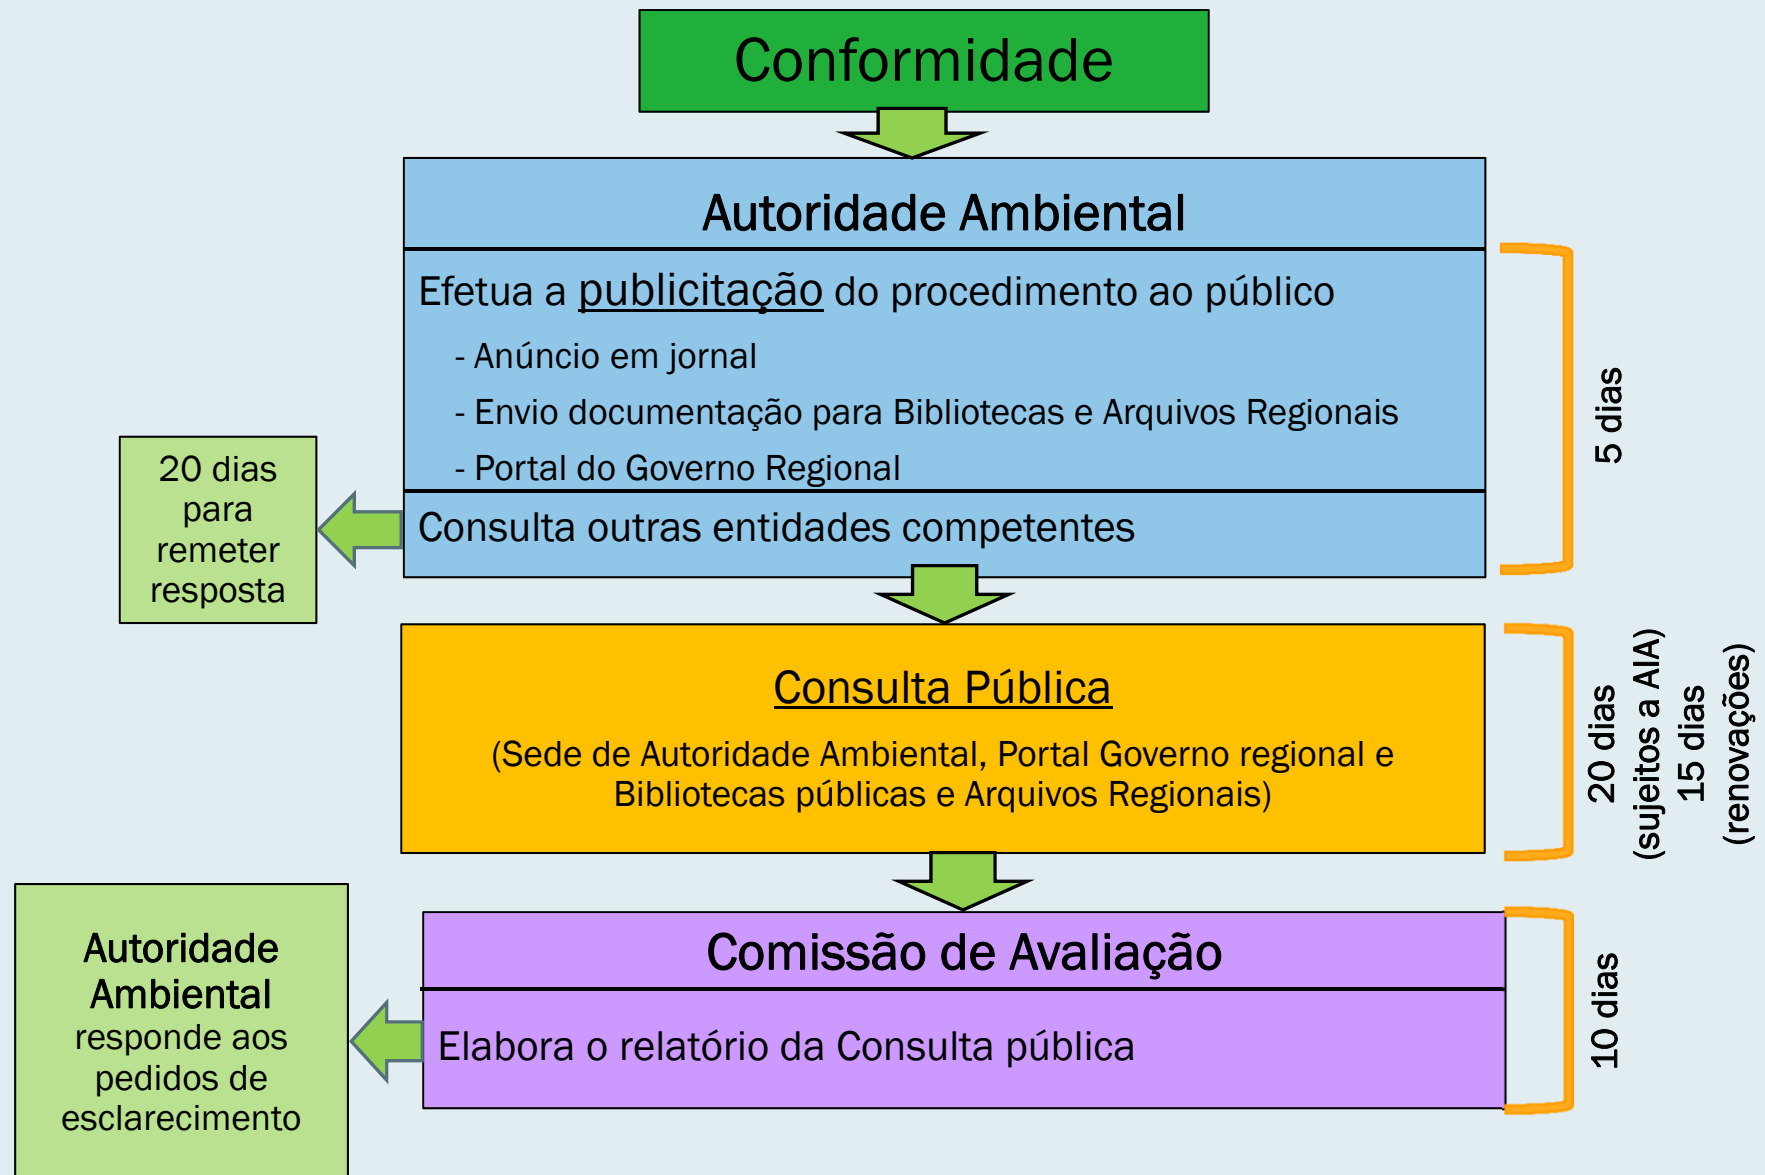 Conformidade
Autoridade Ambiental
Efetua a publicitação do procedimento ao público
- Anúncio em jornal
- Envio documentação para Bibliotecas e Arquivos Regionais
- Portal do Governo Regional
Consulta outras entidades competentes
5 dias
20 dias
para
remeter
resposta
Consulta Pública
(Sede de Autoridade Ambiental, Portal Governo regional e
Bibliotecas públicas e Arquivos Regionais)
20 dias
(sujeitos a AIA)
15 dias
(renovações)
Comissão de Avaliação
Elabora o relatório da Consulta pública
10 dias
Autoridade
Ambiental
responde aos
pedidos de
esclarecimento